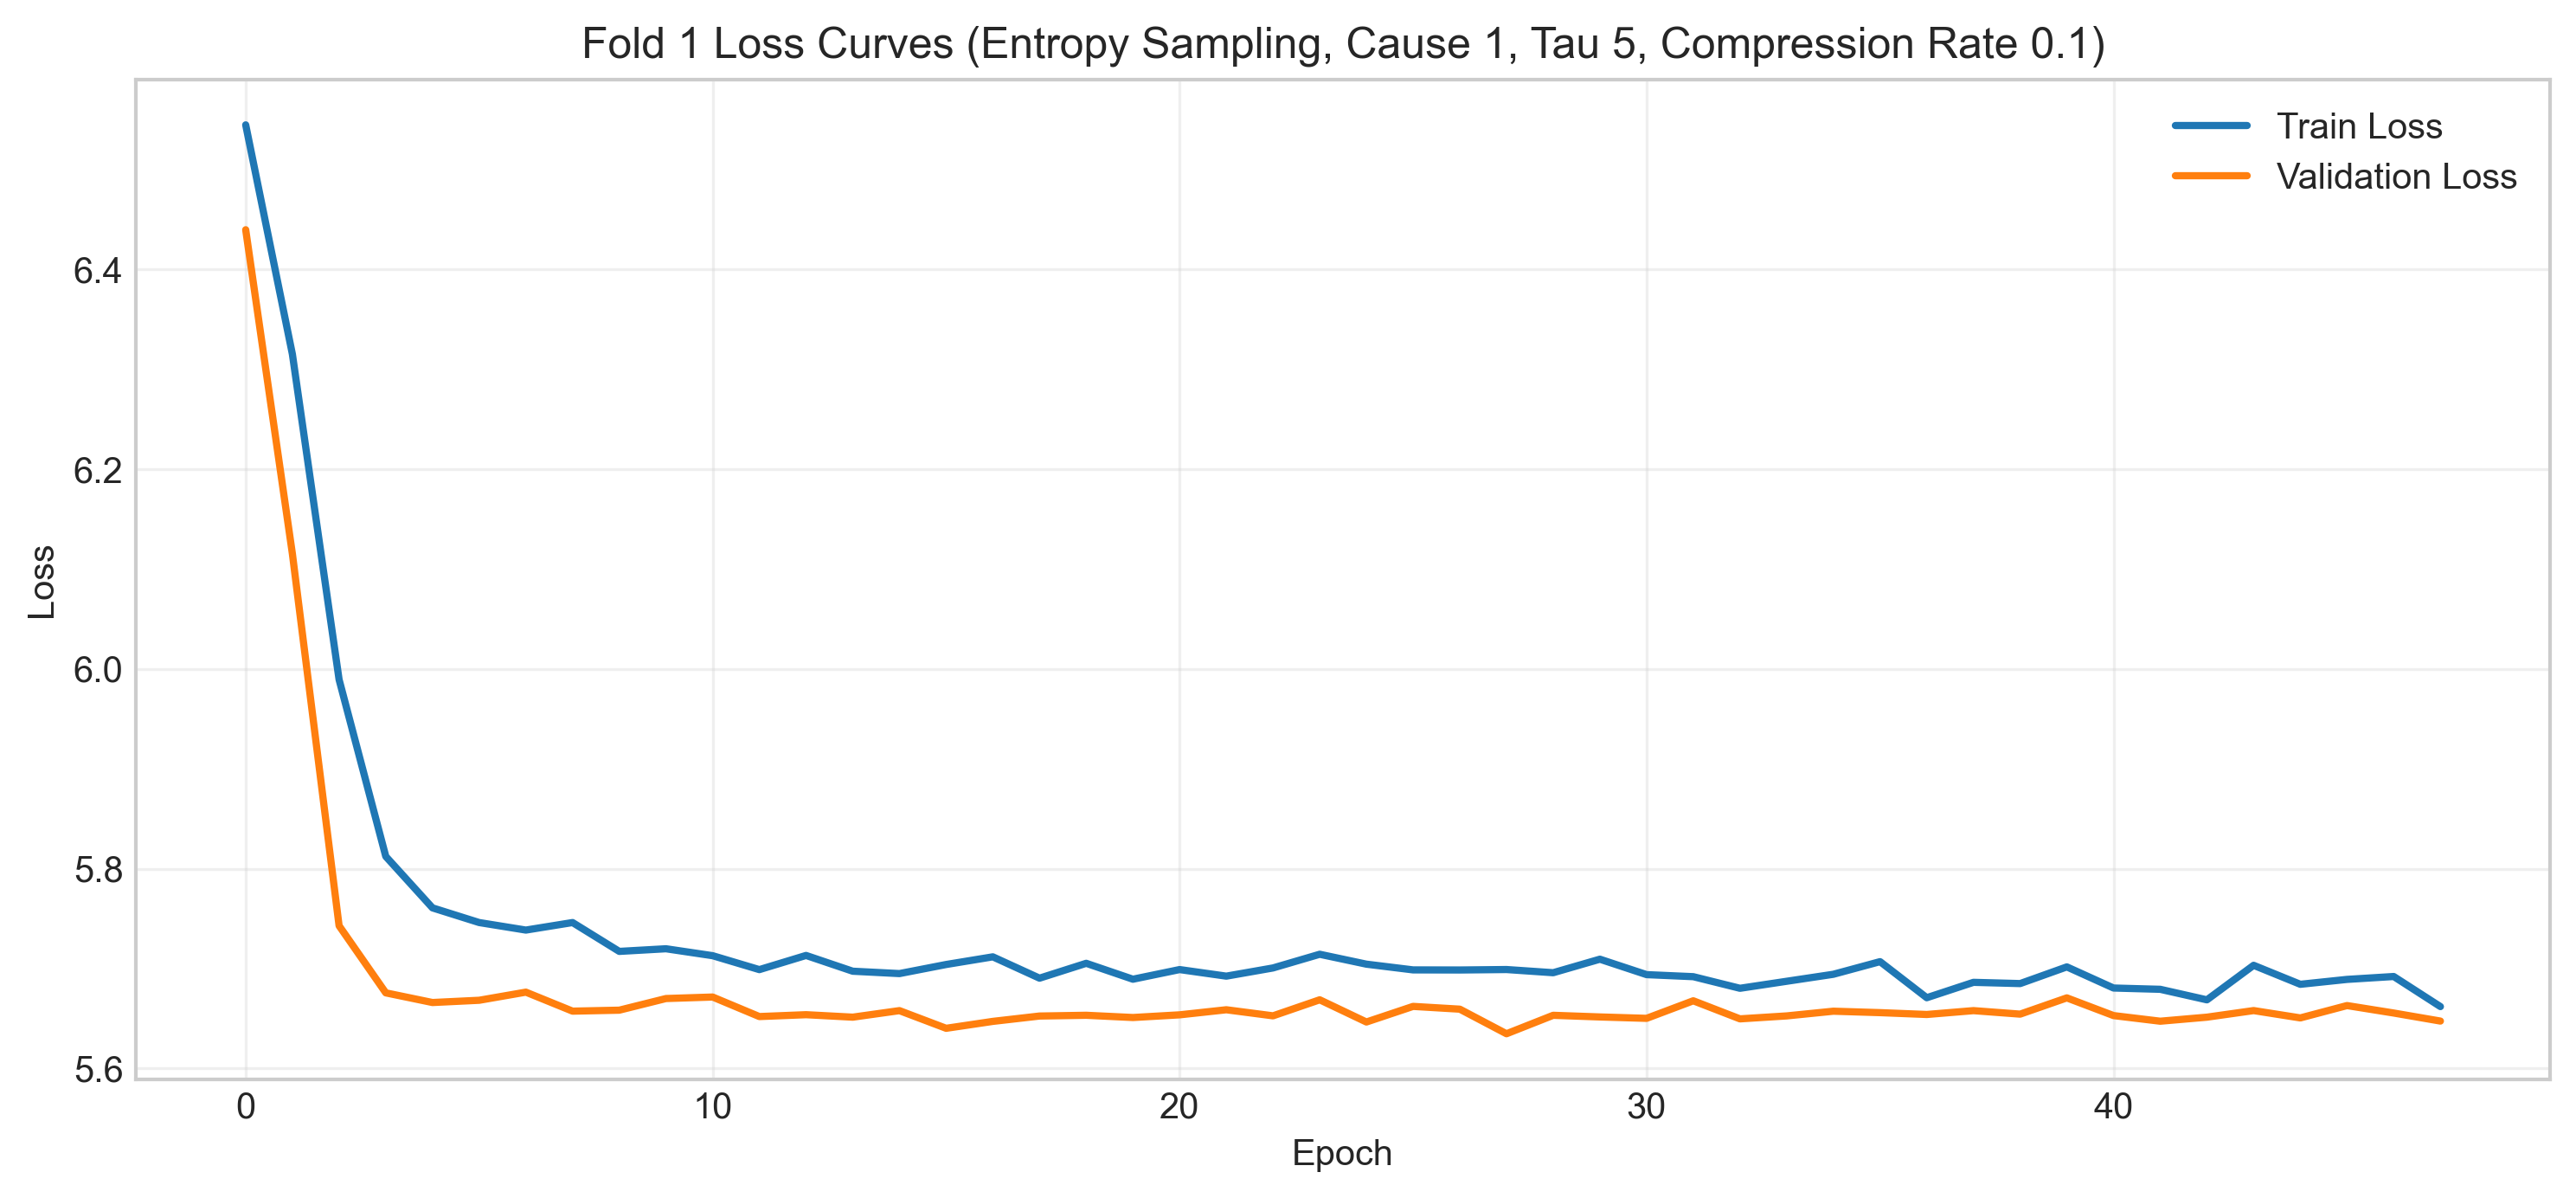 Fold 1 Loss Curves (Entropy Sampling, Cause 1, Tau 5, Compression Rate 0.1)
Train Loss
Validation Loss
Loss
6.4
6.2
6.0
5.8
5.6
0 10 20 30 40
Epoch